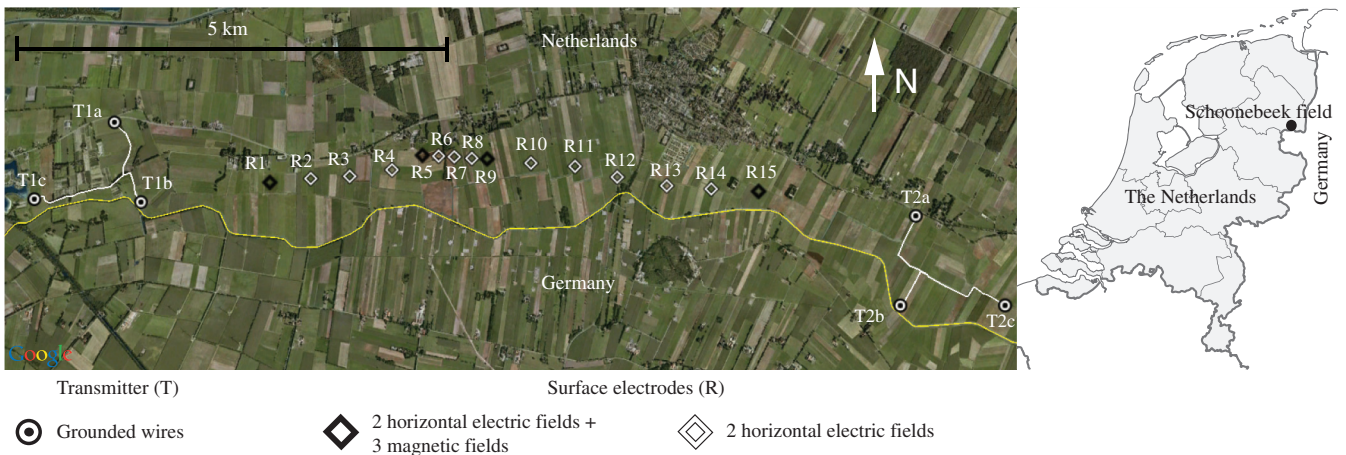 5 km
Netherlands
N
T1a
R6 R8
R10
R1 R2 R3 R4
R11
R5 R7 R9
R12 R13 R14 R15
T1c
T1b
T2a
Germany
T2b
T2c
Google
Schoonebeek field
The Netherlands
Germany
Transmitter (T)
Surface electrodes (R)
Grounded wires
2 horizontal electric fields +
3 magnetic fields
2 horizontal electric fields